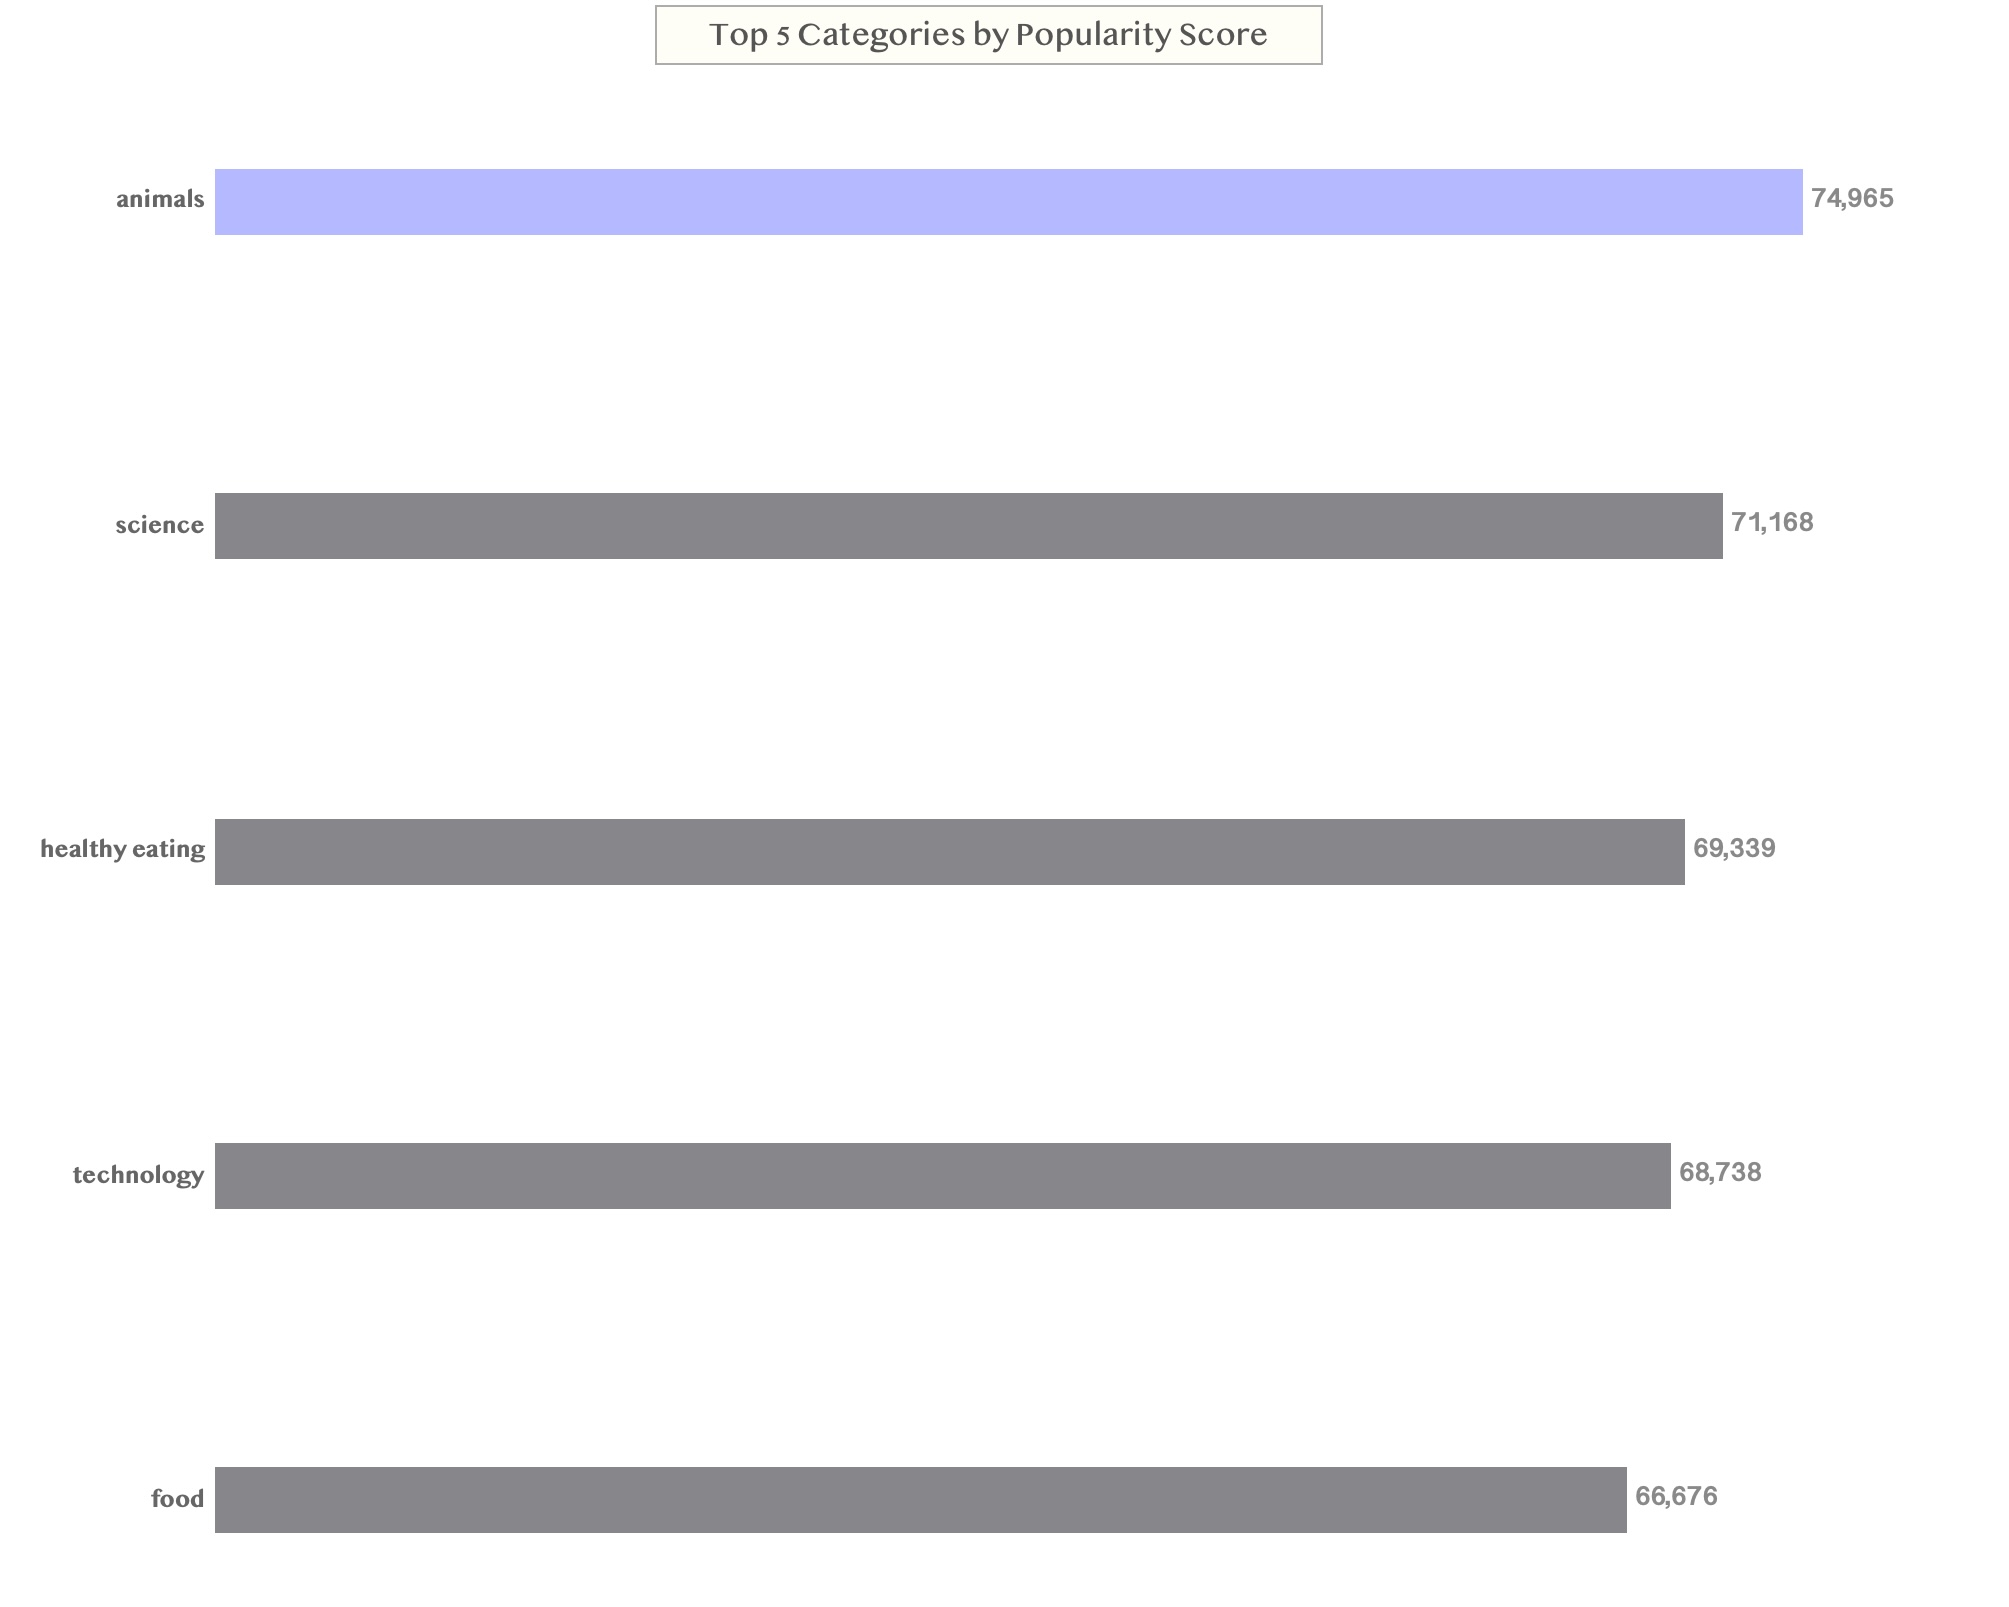 Top 5 Categories by Popularity Score
animals 74,965
science 71,168
healthy eating 69,339
technology 68,738
food 66,676